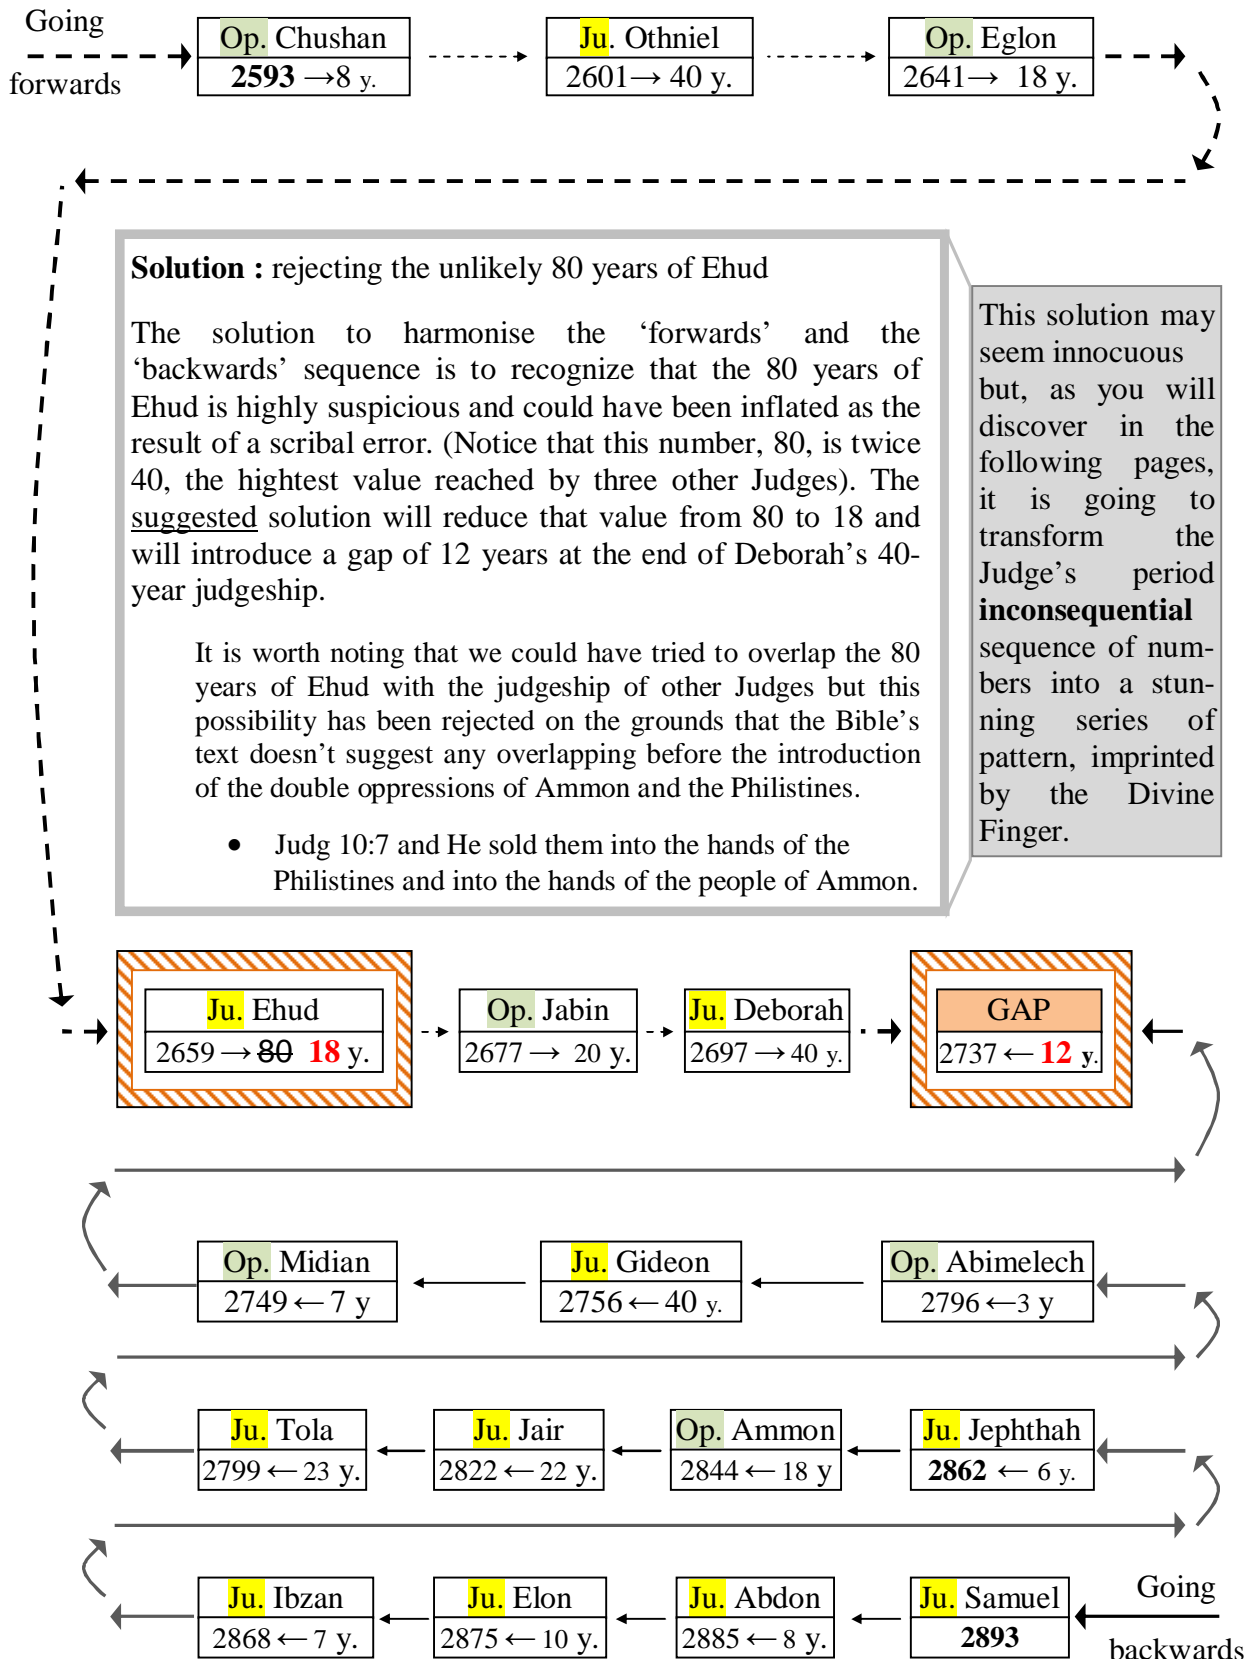 Going
forwards
Op. Chushan
2593 →8 y.
Ju. Othniel
2601→ 40 y.
Op. Eglon
2641→ 18 y.
Solution : rejecting the unlikely 80 years of Ehud
The solution to harmonise the ‘forwards’ and the
‘backwards’ sequence is to recognize that the 80 years of
Ehud is highly suspicious and could have been inflated as the
result of a scribal error. (Notice that this number, 80, is twice
40, the highest value reached by three other Judges). The
suggested solution will reduce that value from 80 to 18 and
will introduce a gap of 12 years at the end of Deborah’s 40-
year judgeship.
It is worth noting that we could have tried to overlap the 80
years of Ehud with the judgeship of other Judges but this
possibility has been rejected on the grounds that the Bible’s
text doesn’t suggest any overlapping before the introduction
of the double oppressions of Ammon and the Philistines.
• Judg 10:7 and He sold them into the hands of the
Philistines and into the hands of the people of Ammon.
This solution may
seem innocuous
but, as you will
discover in the
following pages,
it is going to
transform the
Judge’s period
inconsequential
sequence of num-
bers into a stun-
ning series of
pattern, imprinted
by the Divine
Finger.
Ju. Ehud
2659 → 80 18 y.
Op. Jabin
2677 → 20 y.
Ju. Deborah
2697 → 40 y.
GAP
2737 ← 12 y.
Op. Midian
2749 ← 7 y
Ju. Gideon
2756 ← 40 y.
Op. Abimelech
2796 ←3 y
Ju. Tola
2799 ← 23 y.
Ju. Jair
2822 ← 22 y.
Op. Ammon
2844 ← 18 y
Ju. Jephthah
2862 ← 6 y.
Ju. Ibzan
2868 ← 7 y.
Ju. Elon
2875 ← 10 y.
Ju. Abdon
2885 ← 8 y.
Ju. Samuel
2893
Going
backwards